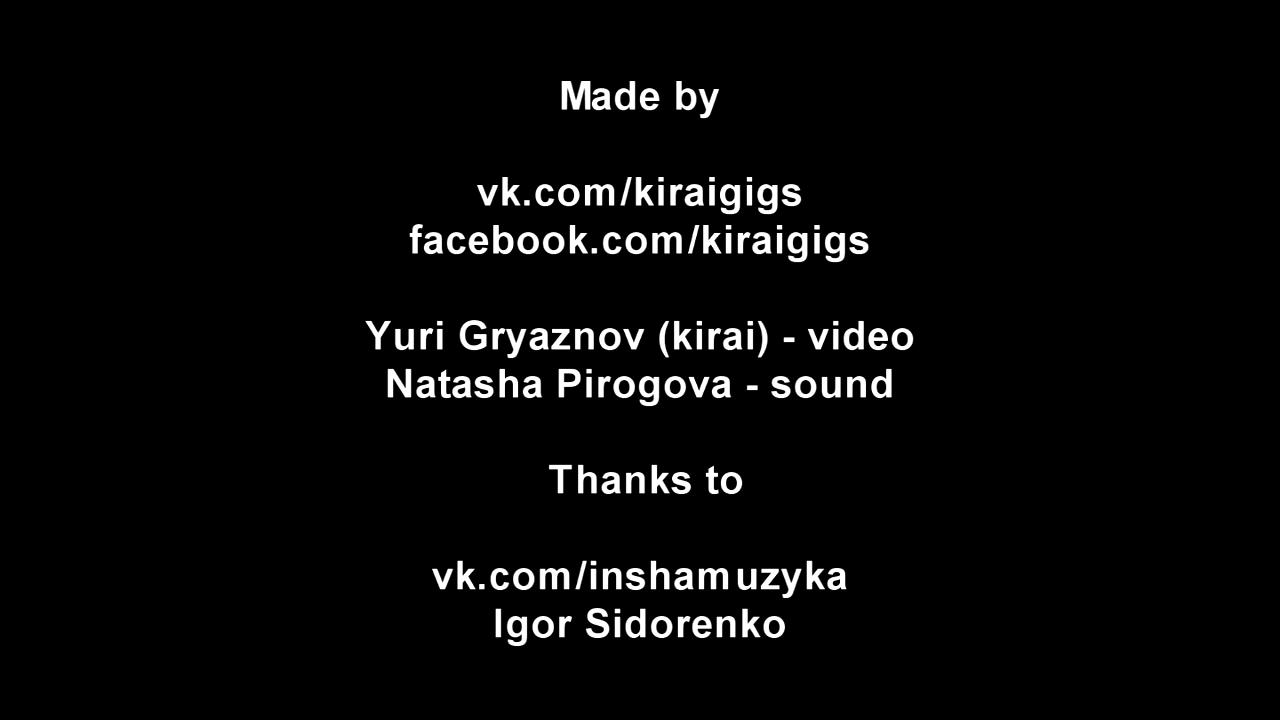 Made by
vk.com/kiraigigs
facebook.com/kiraigigs
Yuri Gryaznov (kirai) - video
Natasha Pirogova - sound
Thanks to
vk.com/inshamuzyka
Igor Sidorenko